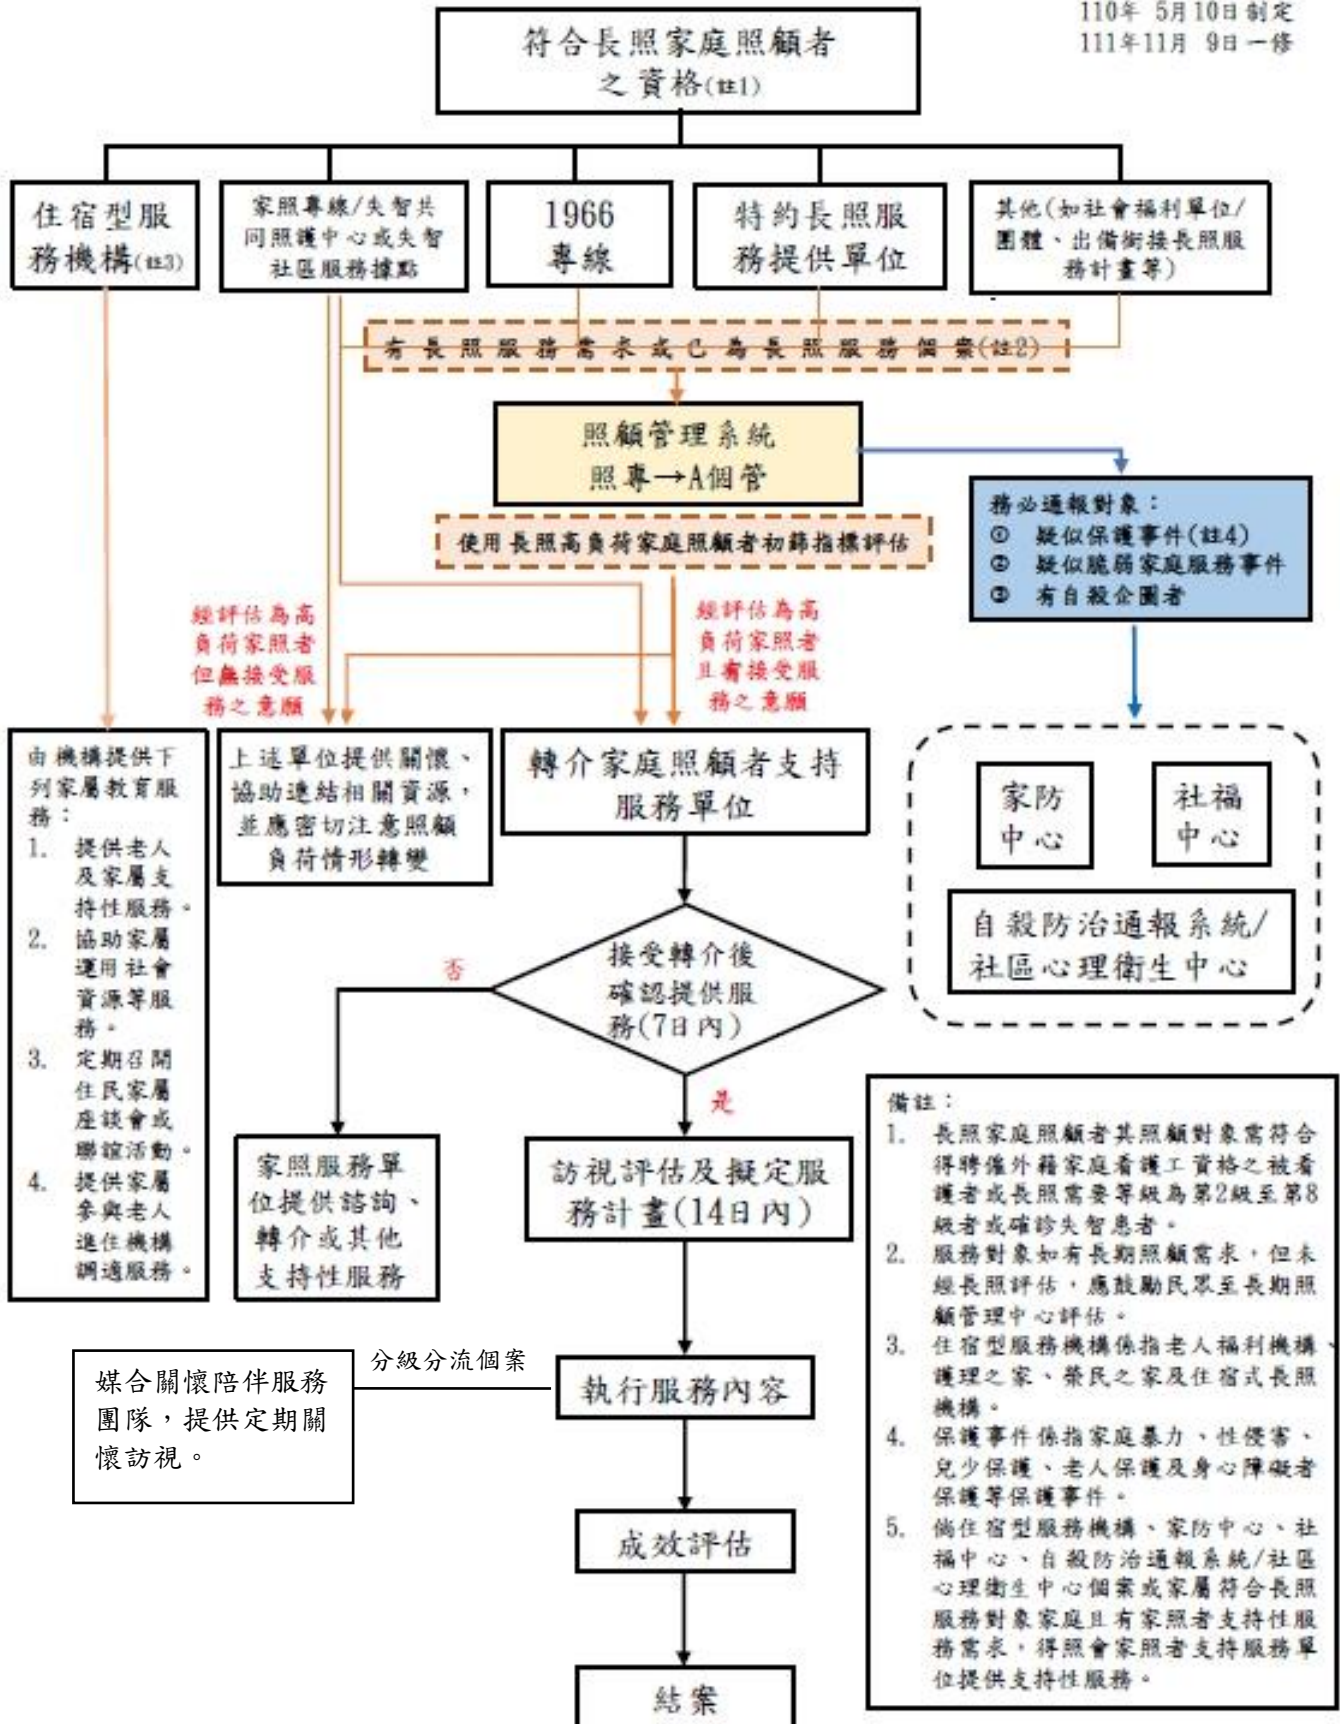 110年 5月10日制定
111年11月 9日一修
符合長照家庭照顧者
之資格(註1)
住宿型服
務機構(註3)
家照專線/失智共
同照護中心或失智
社區服務據點
1966
專線
特約長照服
務提供單位
其他(如社會福利單位/
團體、出備銜接長照服
務計畫等)
有長照服務需求或已為長照服務個案(註2)
照顧管理系統
照專→A個管
使用長照高負荷家庭照顧者初篩指標評估
務必通報對象：
① 疑似保護事件(註4)
② 疑似脆弱家庭服務事件
③ 有自殺企圖者
經評估為高
負荷家照者
但無接受服
務之意願
經評估為高
負荷家照者
且有接受服
務之意願
由機構提供下
列家屬教育服
務：
1. 提供老人
及家屬支
持性服務。
2. 協助家屬
運用社會
資源等服
務。
3. 定期召開
住民家屬
座談會或
聯誼活動。
4. 提供家屬
參與老人
進住機構
調適服務。
上述單位提供關懷、
協助連結相關資源，
並應密切注意照顧
負荷情形轉變
轉介家庭照顧者支持
服務單位
家防
中心
社福
中心
自殺防治通報系統/
社區心理衛生中心
接受轉介後
確認提供服
務(7日內)
否
是
家照服務單
位提供諮詢、
轉介或其他
支持性服務
訪視評估及擬定服
務計畫(14日內)
媒合關懷陪伴服務
團隊，提供定期關
懷訪視。
分級分流個案
執行服務內容
成效評估
結案
備註：
1. 長照家庭照顧者其照顧對象需符合
得聘僱外籍家庭看護工資格之被看
護者或長照需要等級為第2級至第8
級者或確診失智患者。
2. 服務對象如有長期照顧需求，但未
經長照評估，應鼓勵民眾至長期照
顧管理中心評估。
3. 住宿型服務機構係指老人福利機構、
護理之家、榮民之家及住宿式長照
機構。
4. 保護事件係指家庭暴力、性侵害、
兒少保護、老人保護及身心障礙者
保護等保護事件。
5. 倘住宿型服務機構、家防中心、社
福中心、自殺防治通報系統/社區
心理衛生中心個案或家屬符合長照
服務對象家庭且有家照者支持性服
務需求，得照會家照者支持服務單
位提供支持性服務。